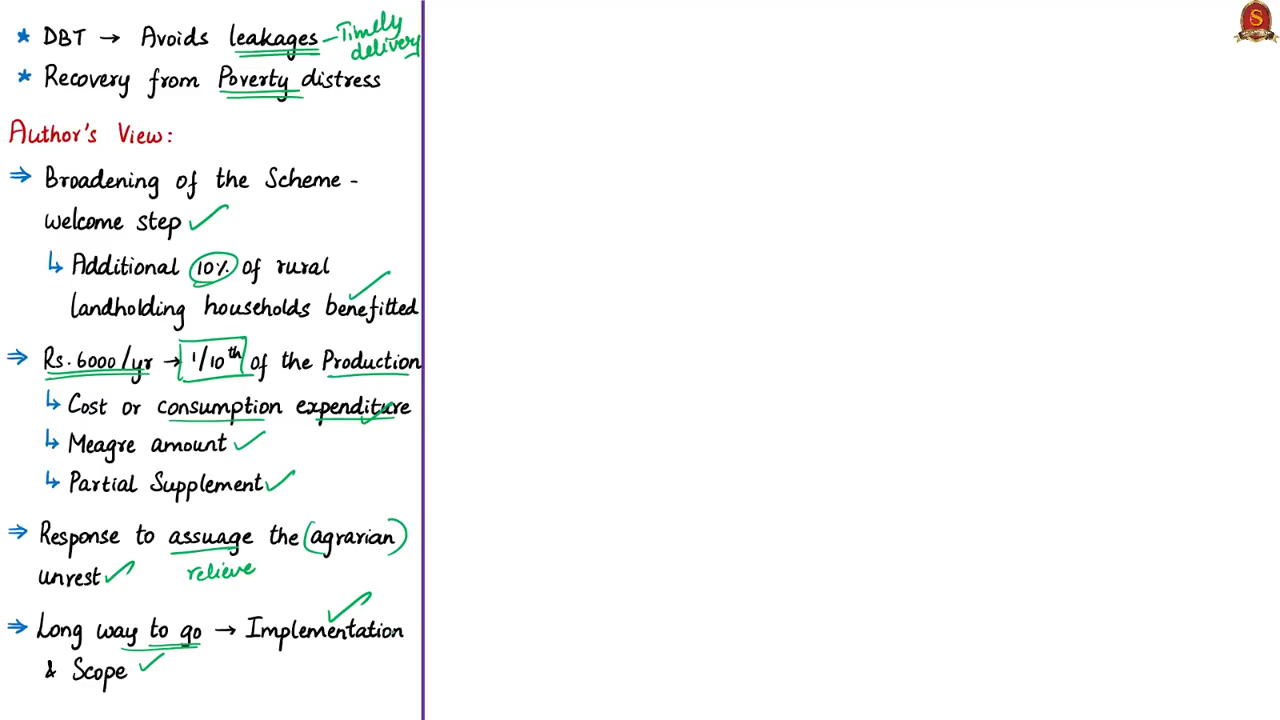 * DBT → Avoids leakages – Timely delivery
* Recovery from Poverty distress
Author's View:
⇒ Broadening of the Scheme -
welcome step ✓
↳ Additional 10% of rural
landholding households benefitted ✓
⇒ Rs. 6000/yr → 1/10th of the Production
↳ Cost or consumption expenditure ✓
↳ Meagre amount ✓
↳ Partial Supplement ✓
⇒ Response to assuage the (agrarian)
unrest ✓ relieve
⇒ Long way to go → Implementation ✓
& Scope ✓
S